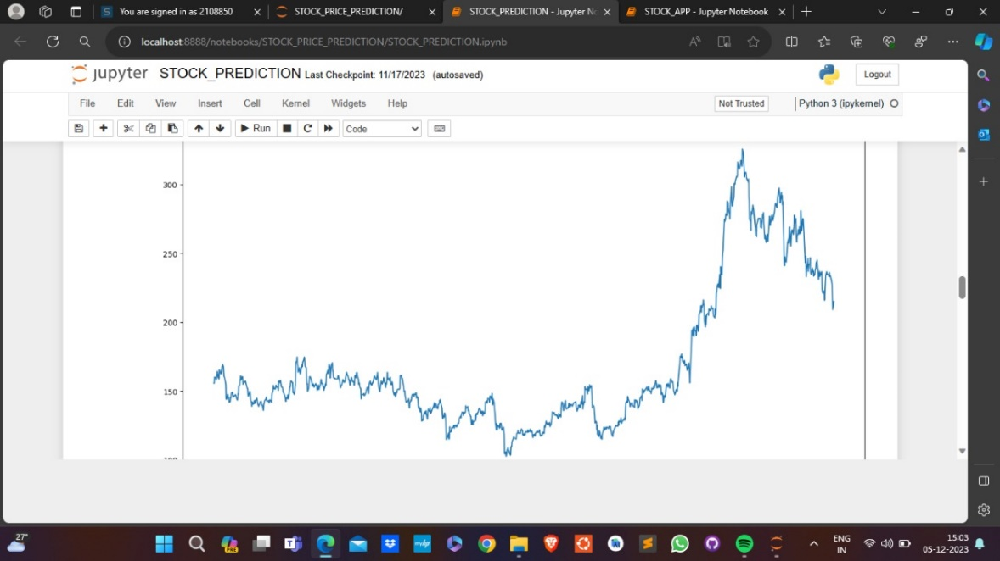 You are signed in as 2108850
STOCK_PRICE_PREDICTION/
STOCK_PREDICTION - Jupyter No
STOCK_APP - Jupyter Notebook
localhost:8888/notebooks/STOCK_PRICE_PREDICTION/STOCK_PREDICTION.ipynb
jupyter STOCK_PREDICTION Last Checkpoint: 11/17/2023 (autosaved)
Logout
File Edit View Insert Cell Kernel Widgets Help
Not Trusted
Python 3 (ipykernel)
Run
Code
300
250
200
150
27°
PRE
ENG
IN
15:03
05-12-2023